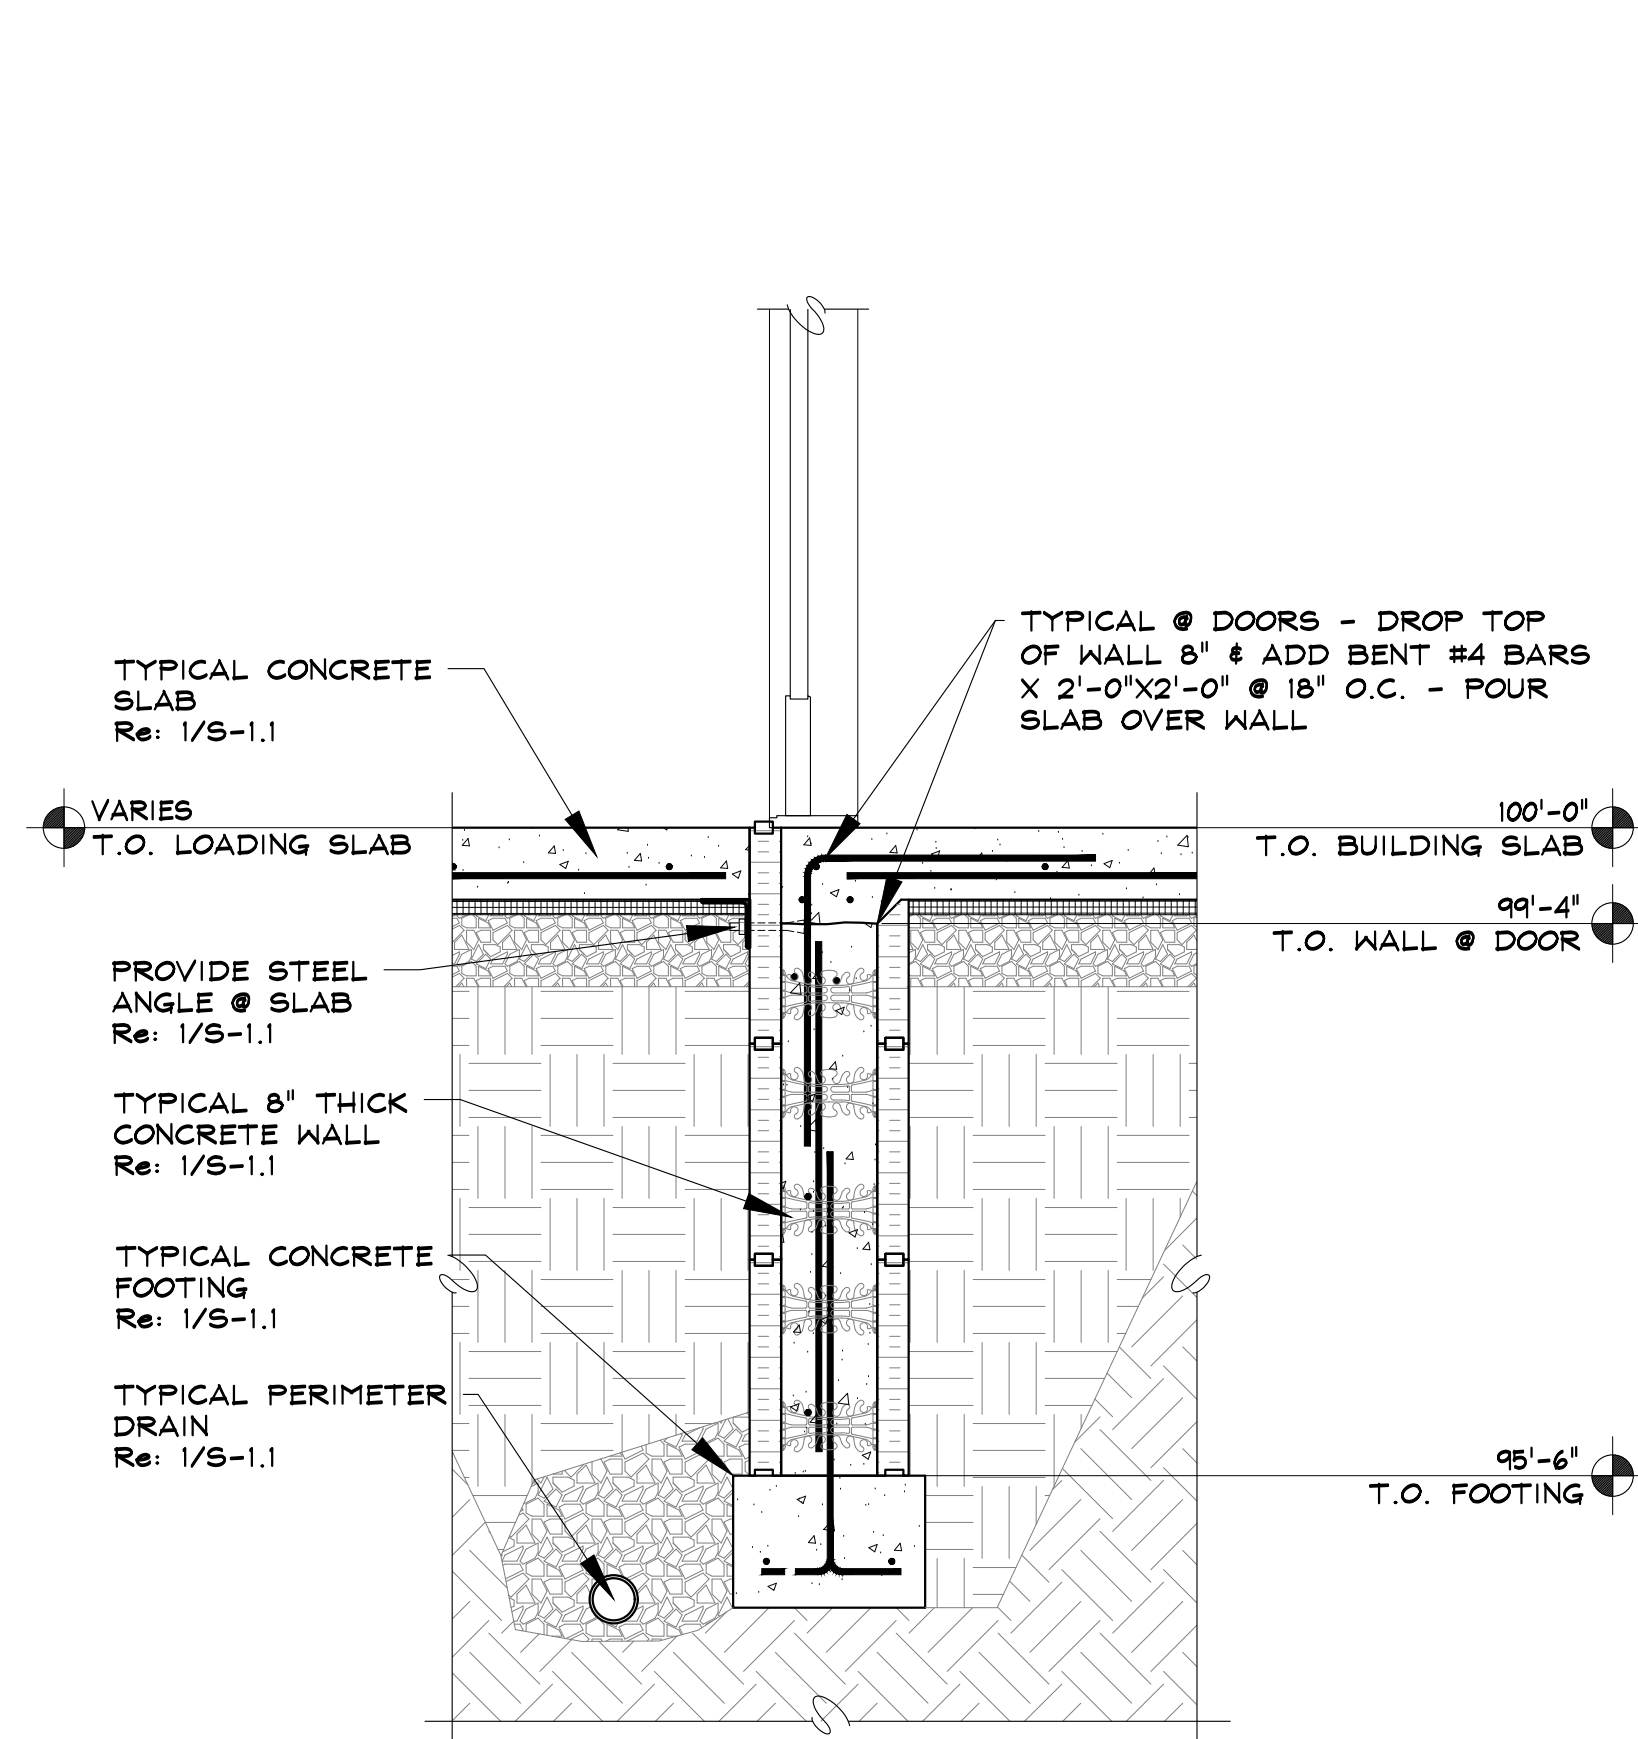 TYPICAL @ DOORS - DROP TOP
OF WALL 8" & ADD BENT #4 BARS
X 2'-0"X2'-0" @ 18" O.C. - POUR
SLAB OVER WALL
TYPICAL CONCRETE
SLAB
Re: 1/S-1.1
VARIES
T.O. LOADING SLAB
100'-0"
T.O. BUILDING SLAB
99'-4"
T.O. WALL @ DOOR
PROVIDE STEEL
ANGLE @ SLAB
Re: 1/S-1.1
TYPICAL 8" THICK
CONCRETE WALL
Re: 1/S-1.1
TYPICAL CONCRETE
FOOTING
Re: 1/S-1.1
TYPICAL PERIMETER
DRAIN
Re: 1/S-1.1
95'-6"
T.O. FOOTING